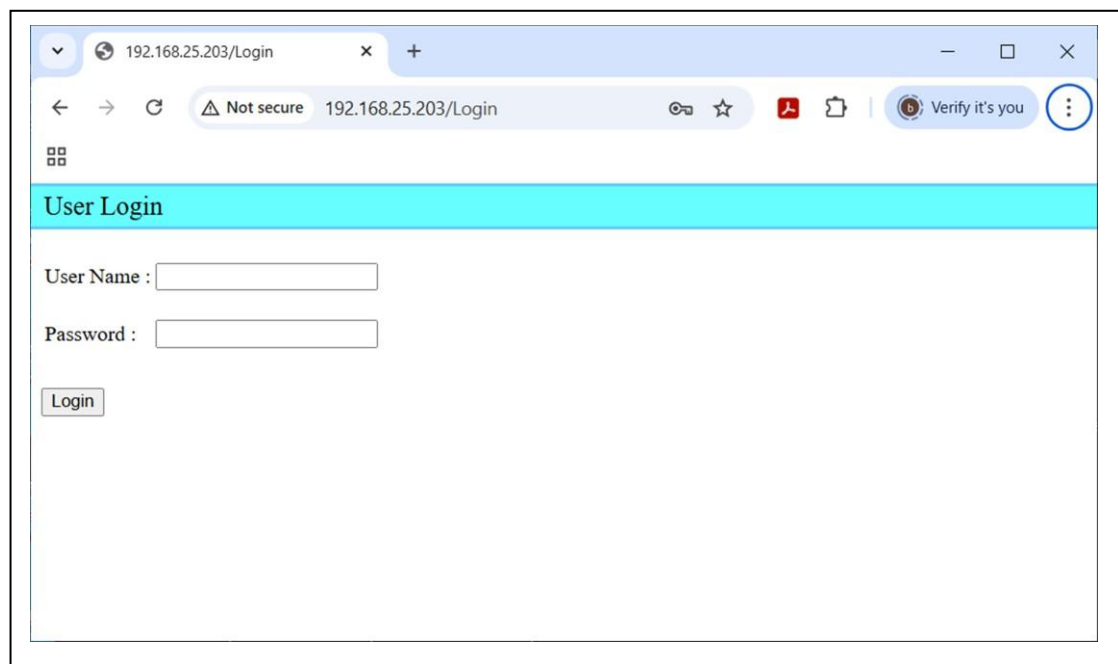 192.168.25.203/Login
Not secure 192.168.25.203/Login Verify it's you
User Login
User Name :
Password :
Login